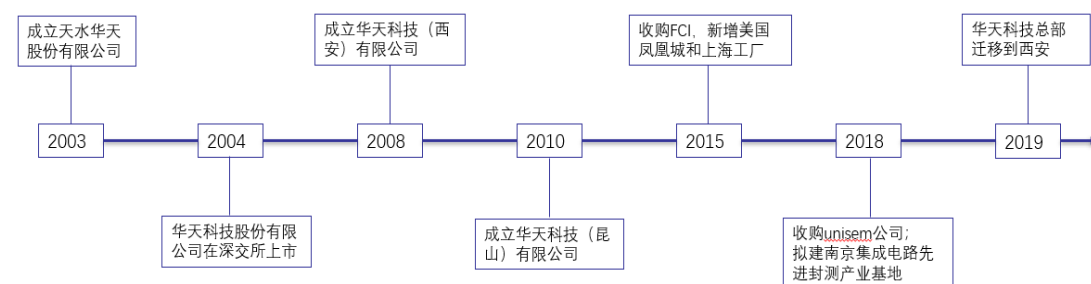 成立天水华天
股份有限公司
成立华天科技（西
安）有限公司
收购FCI，新增美国
凤凰城和上海工厂
华天科技总部
迁移到西安
2003
2004
2008
2010
2015
2018
2019
华天科技股份有限
公司在深交所上市
成立华天科技（昆
山）有限公司
收购unisem公司；
拟建南京集成电路先
进封测产业基地